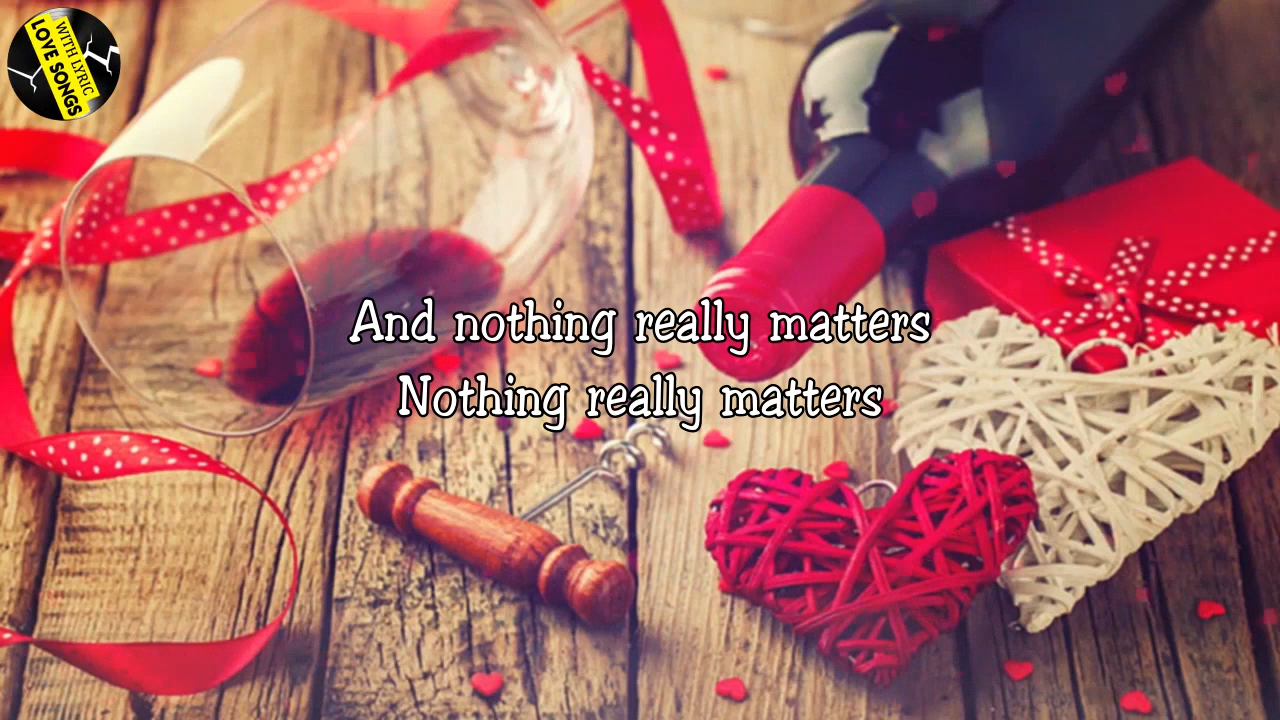 WITH LYRIC
LOVE SONGS
And nothing really matters
Nothing really matters